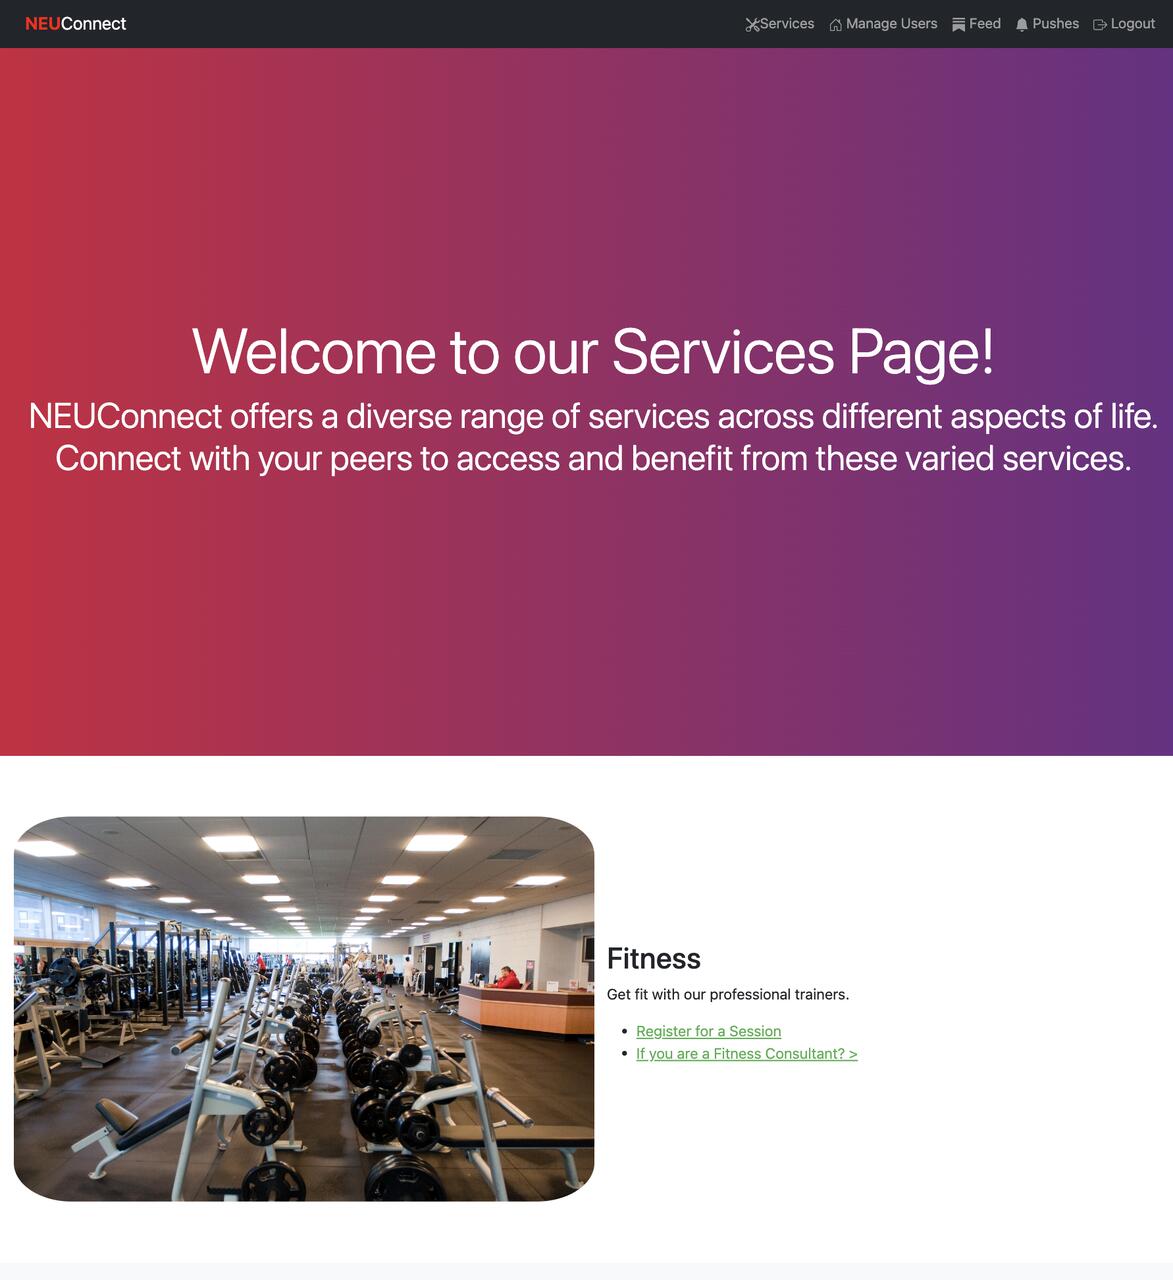 NEUConnect
Services Manage Users Feed Pushes Logout
Welcome to our Services Page!
NEUConnect offers a diverse range of services across different aspects of life.
Connect with your peers to access and benefit from these varied services.
Fitness
Get fit with our professional trainers.
Register for a Session
If you are a Fitness Consultant? >